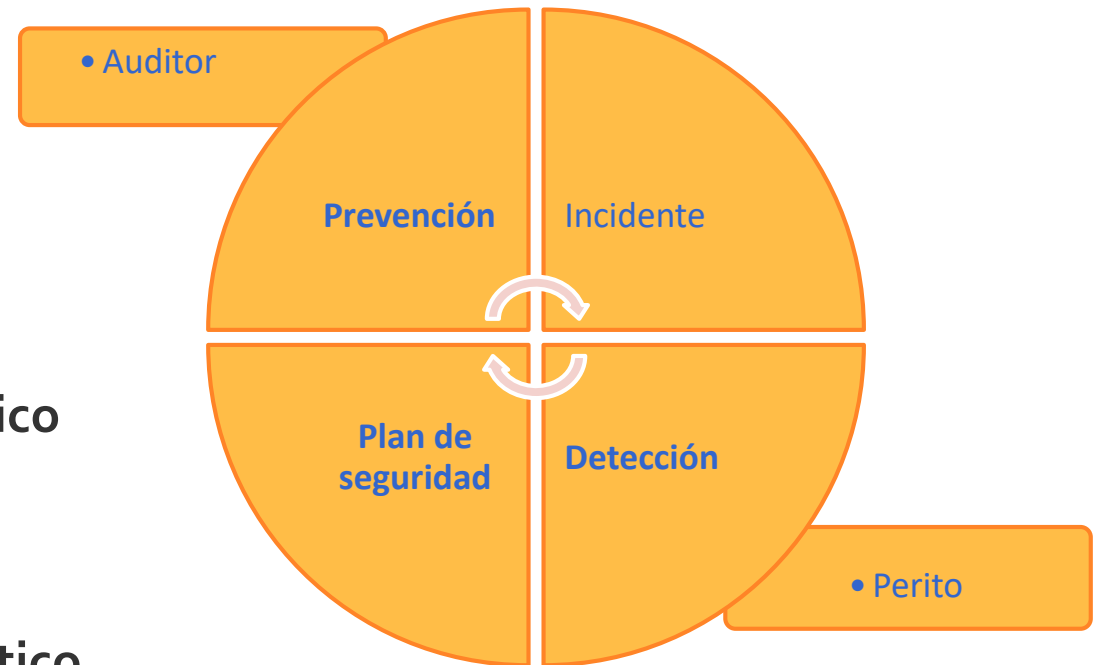 • Auditor
Prevención
Incidente
ico
Plan de
seguridad
Detección
• Perito
tico